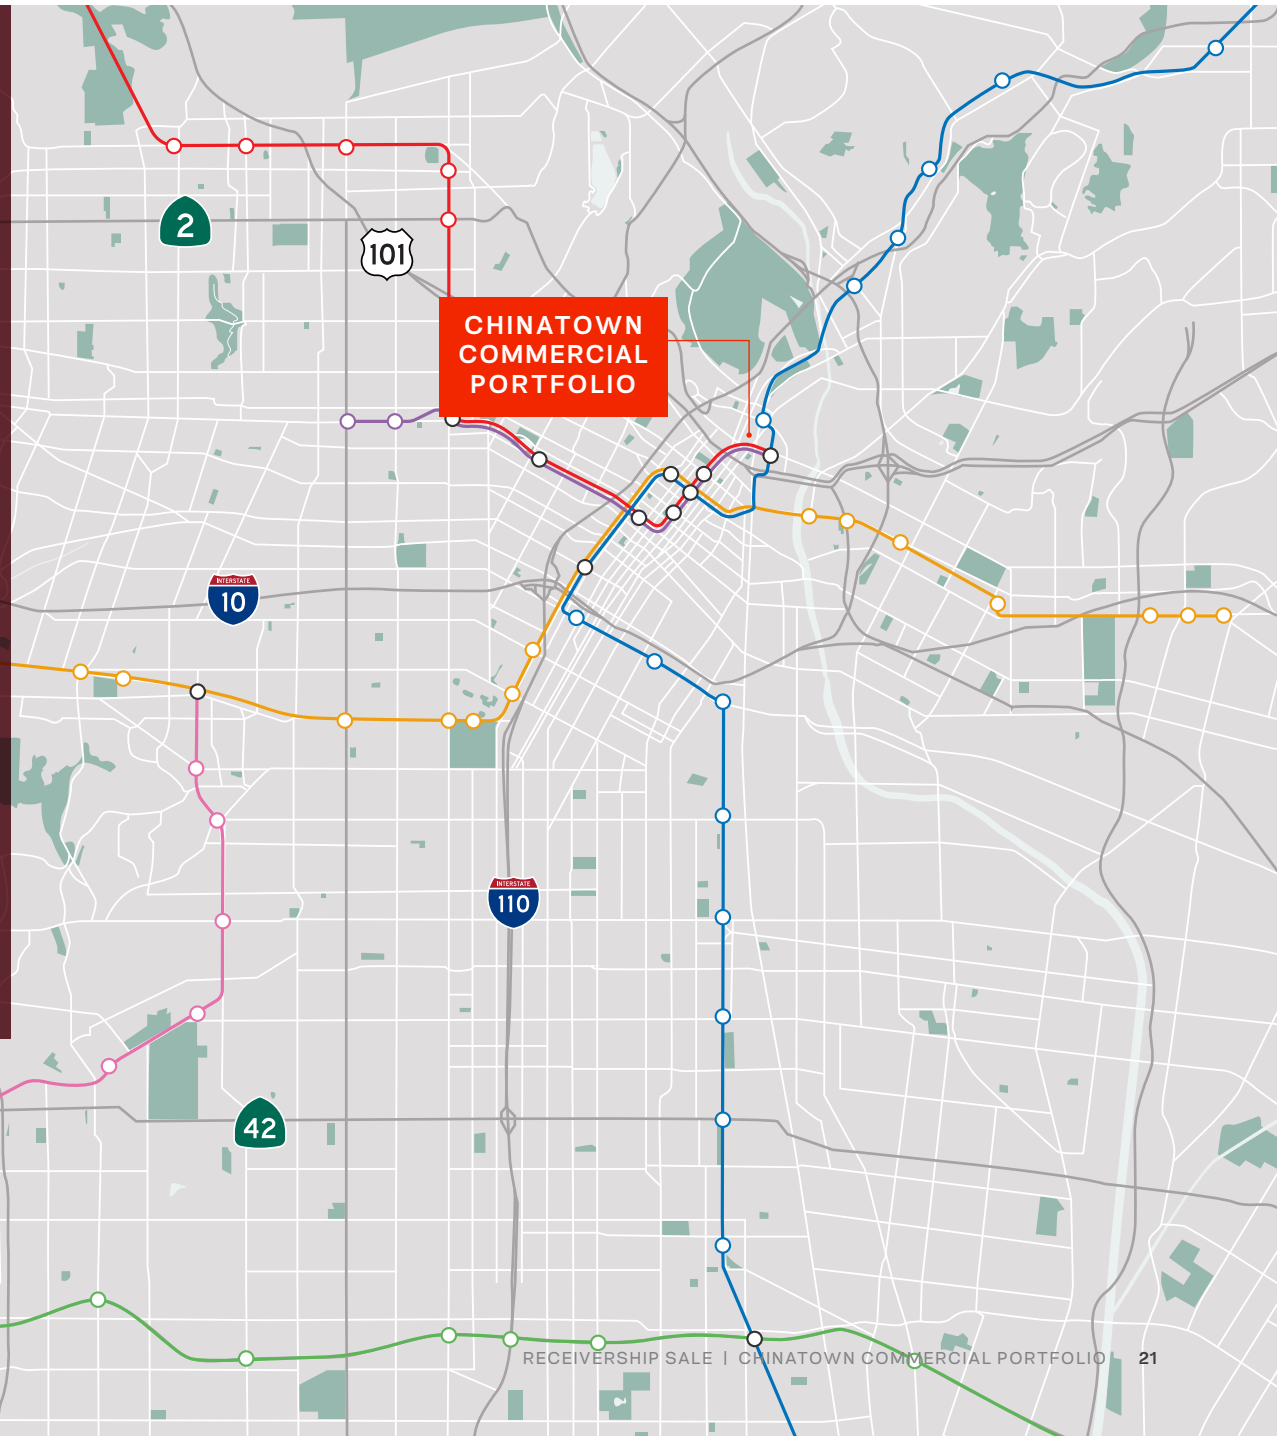 2
101
CHINATOWN
COMMERCIAL
PORTFOLIO
INTERSTATE
10
INTERSTATE
110
42
RECEIVERSHIP SALE | CHINATOWN COMMERCIAL PORTFOLIO 21